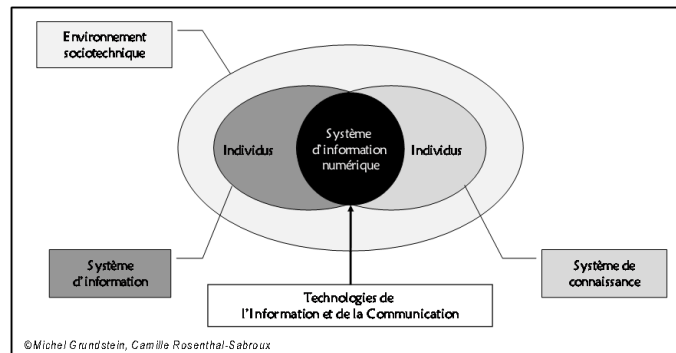 Environnement
sociotechnique
Système
d'information
numérique
Individus
Individus
Système
d'information
Système de
connaissance
Technologies de
l'Information et de la Communication
©Michel Grundstein, Camille Rosenthal-Sabroux